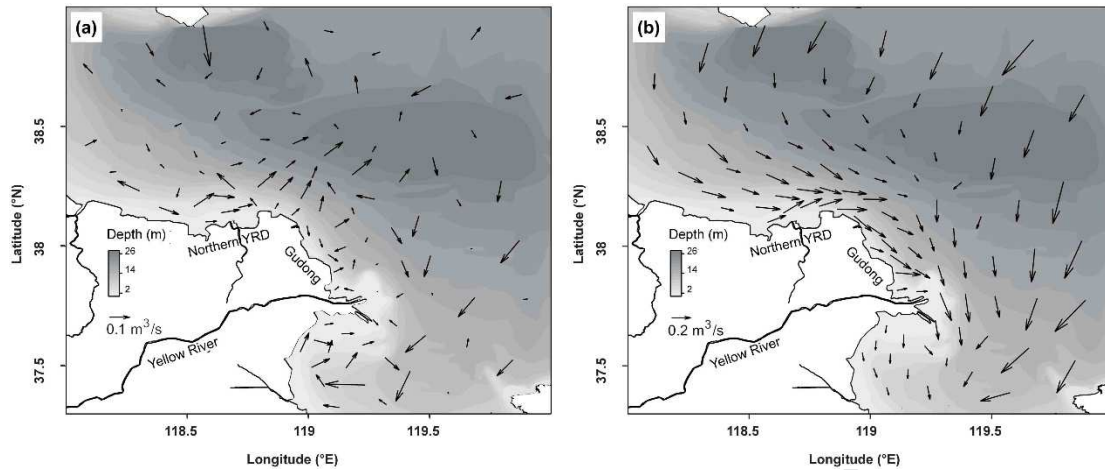 (a)
38.5
38
37.5
Latitude (°N)
Depth (m)
26
14
2
0.1 m³/s
Northern YRD
Gudong
Yellow River
118.5
119
119.5
Longitude (°E)
(b)
38.5
38
37.5
Latitude (°N)
Depth (m)
26
14
2
0.2 m³/s
Northern YRD
Gudong
Yellow River
118.5
119
119.5
Longitude (°E)